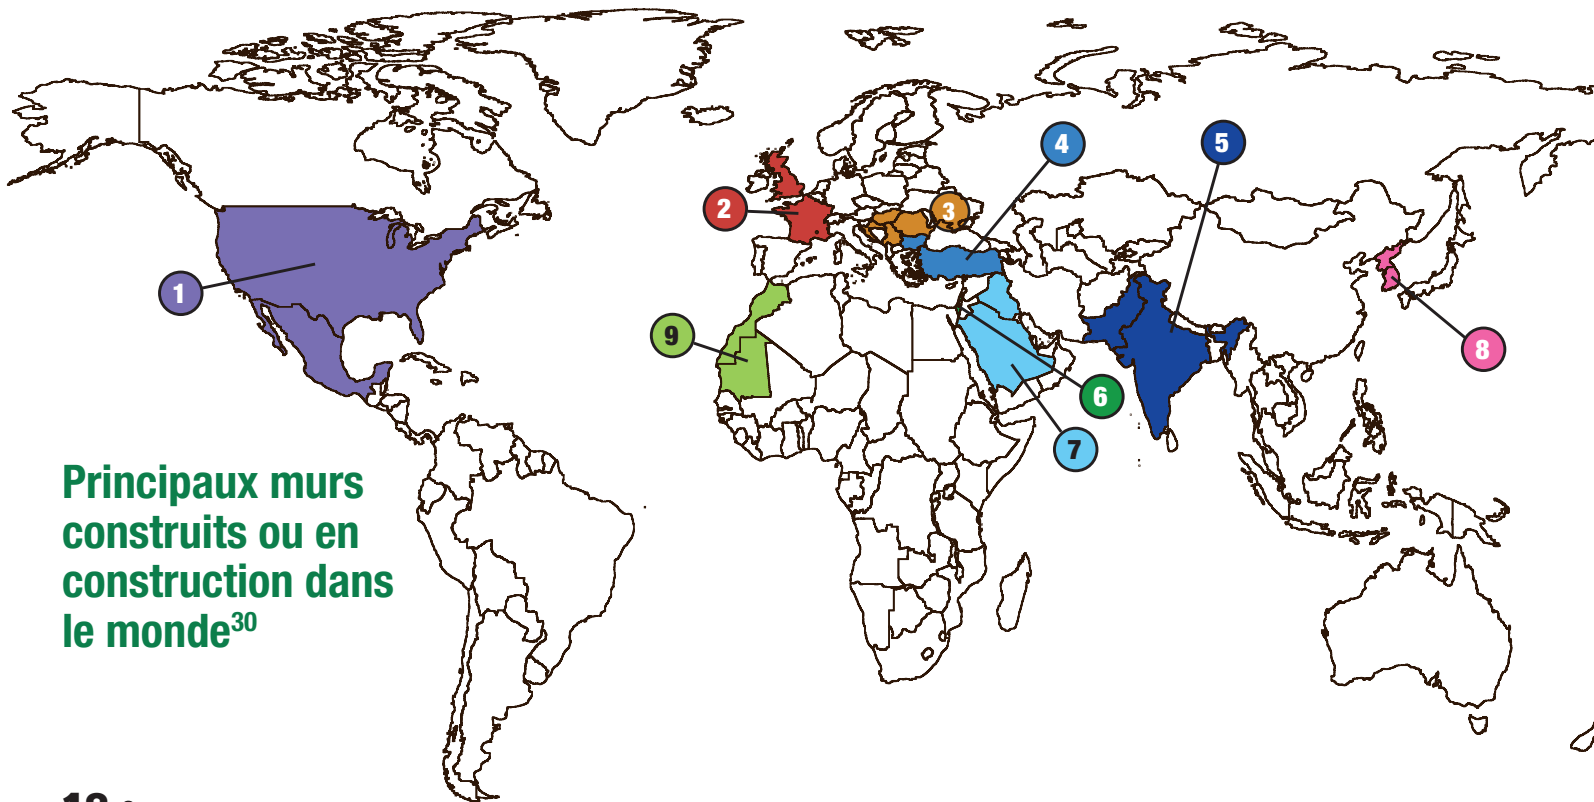 4
5
2
3
1
9
8
6
7
Principaux murs
construits ou en
construction dans
le monde³⁰